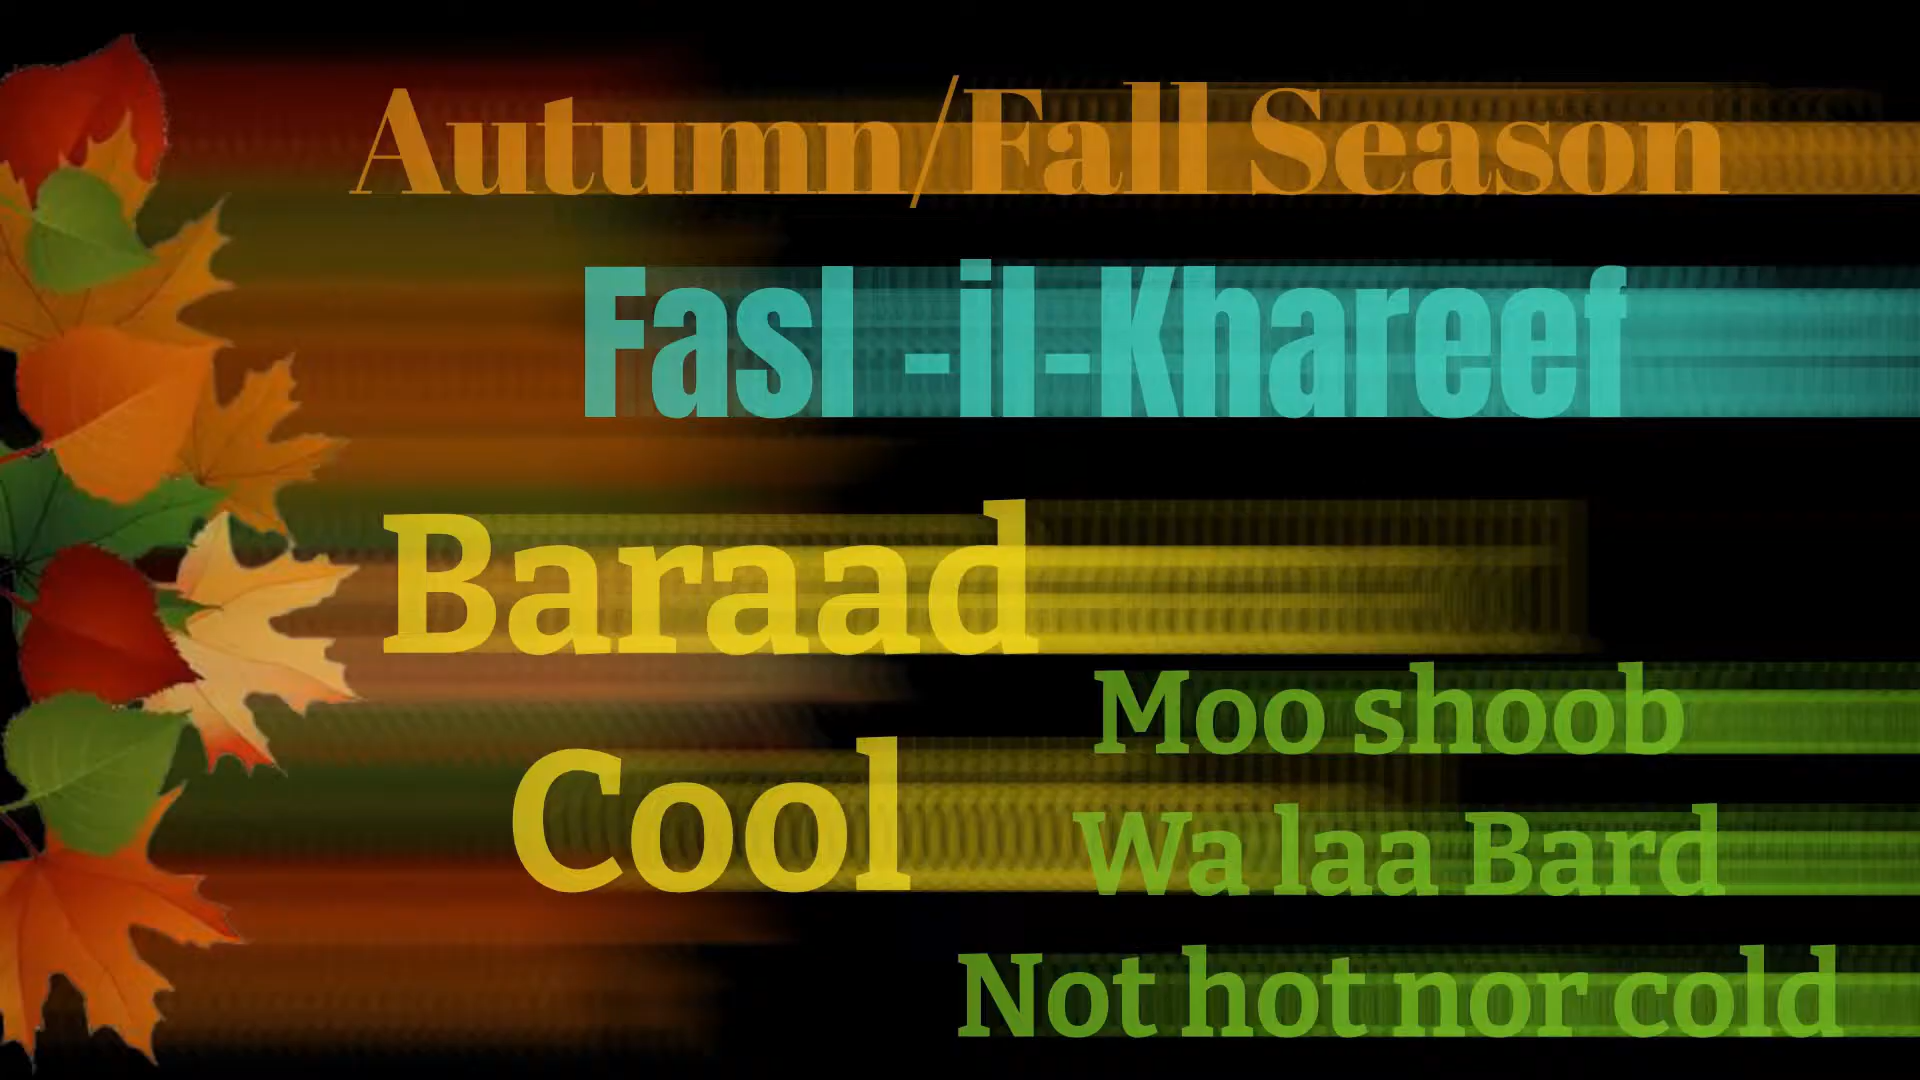 Autumn/Fall Season
Fasl -il-Khareef
Baraad
Cool
Moo shoob
Wa laa Bard
Not hot nor cold